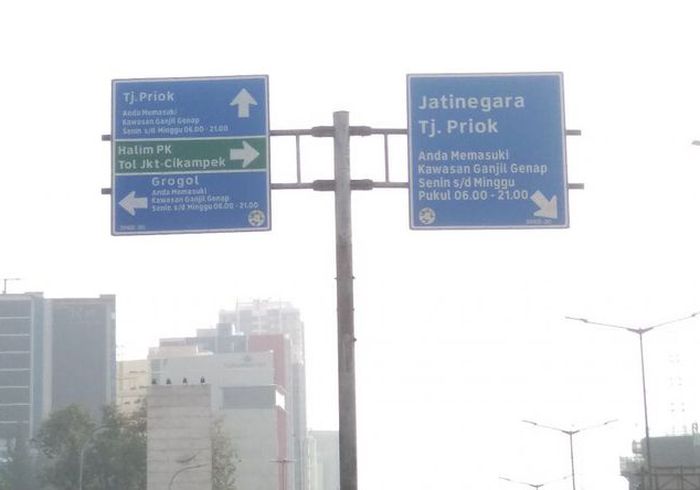 Tj.Priok
Anda Memasuki
Kawasan Ganjil Genap
Senin s/d Minggu 06.00 - 21.00
Halim PK
Tol Jkt-Cikampek
Grogol
Anda Memasuki
Kawasan Ganjil Genap
Senin s/d Minggu 06.00 - 21.00
Jatinegara
Tj. Priok
Anda Memasuki
Kawasan Ganjil Genap
Senin s/d Minggu
Pukul 06.00 - 21.00